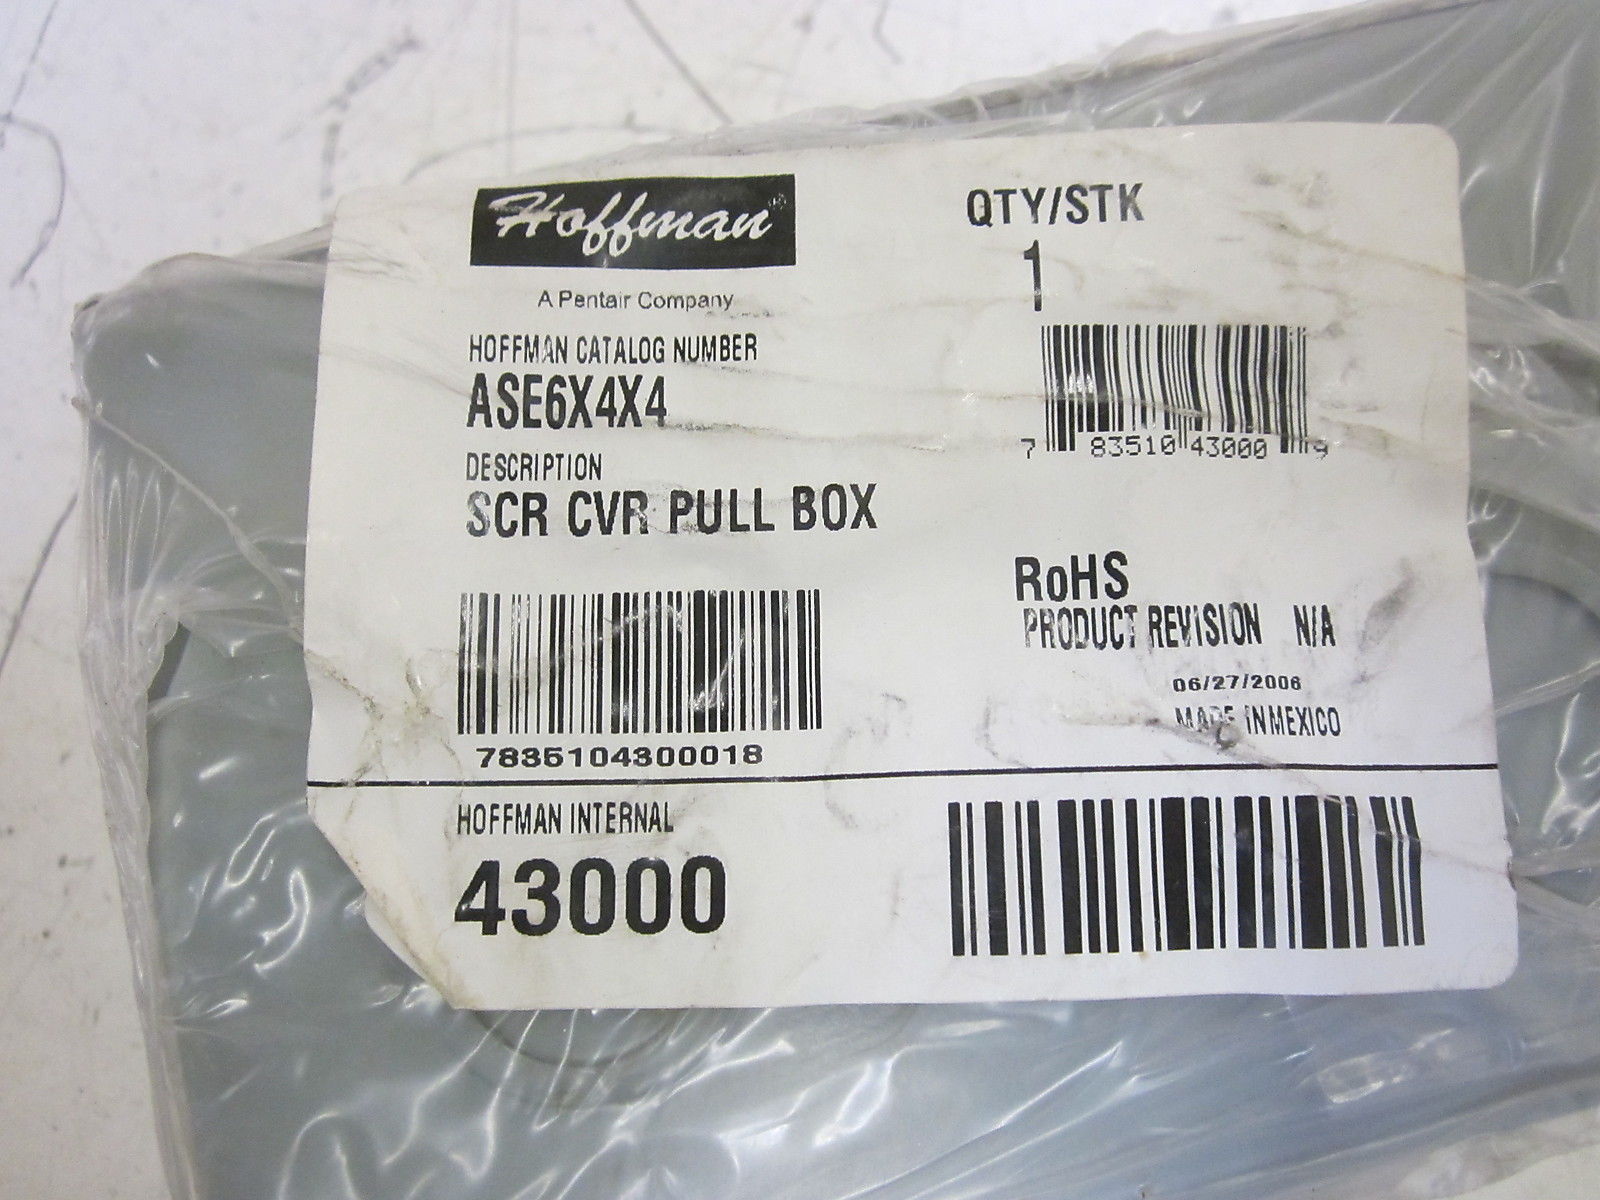 Hoffman®
A Pentair Company
HOFFMAN CATALOG NUMBER
ASE6X4X4
DESCRIPTION
SCR CVR PULL BOX
7835104300018
QTY/STK
1
7 83510 43000 9
RoHS
PRODUCT REVISION N/A
06/27/2006
MADE IN MEXICO
HOFFMAN INTERNAL
43000